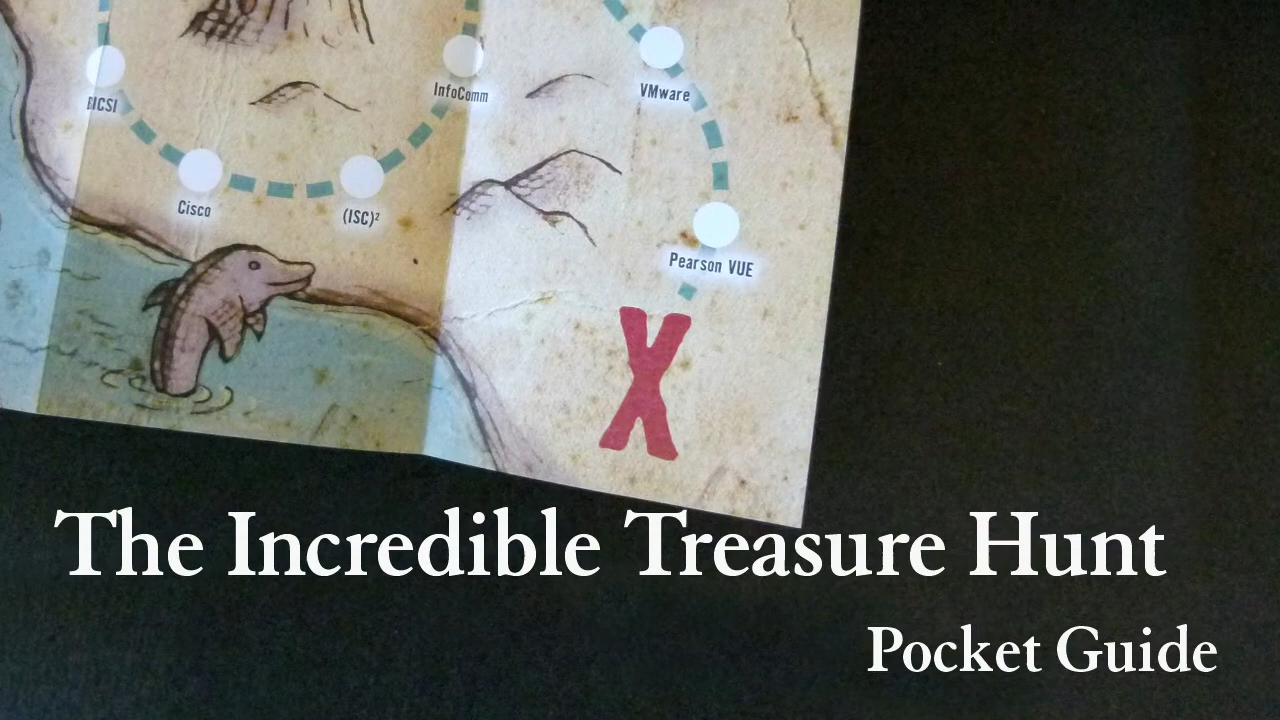 VMware
InfoComm
BICSI
Cisco
(ISC)²
Pearson VUE
X
The Incredible Treasure Hunt
Pocket Guide